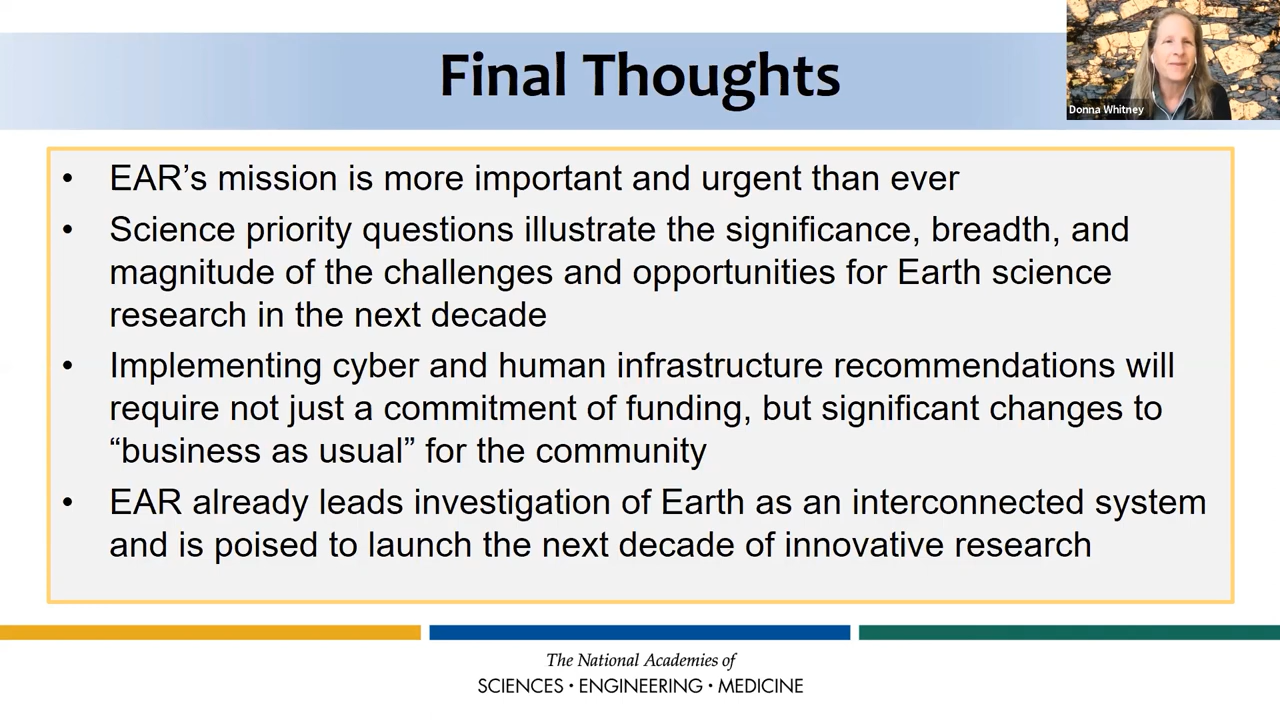 Final Thoughts
Donna Whitney
• EAR’s mission is more important and urgent than ever
• Science priority questions illustrate the significance, breadth, and
magnitude of the challenges and opportunities for Earth science
research in the next decade
• Implementing cyber and human infrastructure recommendations will
require not just a commitment of funding, but significant changes to
“business as usual” for the community
• EAR already leads investigation of Earth as an interconnected system
and is poised to launch the next decade of innovative research
The National Academies of
SCIENCES • ENGINEERING • MEDICINE